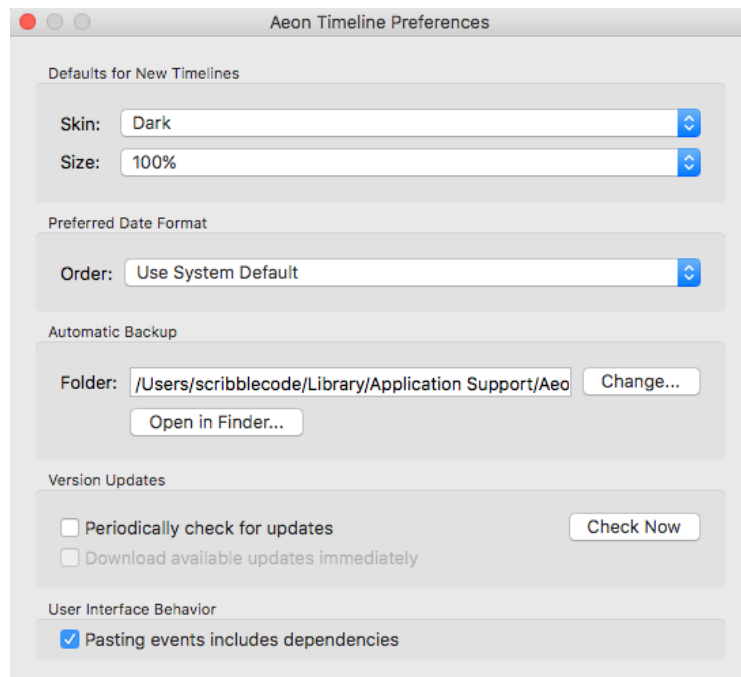 Aeon Timeline Preferences
Defaults for New Timelines
Skin: Dark
Size: 100%
Preferred Date Format
Order: Use System Default
Automatic Backup
Folder: /Users/scribblecode/Library/Application Support/Aeo Change...
Open in Finder...
Version Updates
Periodically check for updates Check Now
Download available updates immediately
User Interface Behavior
Pasting events includes dependencies